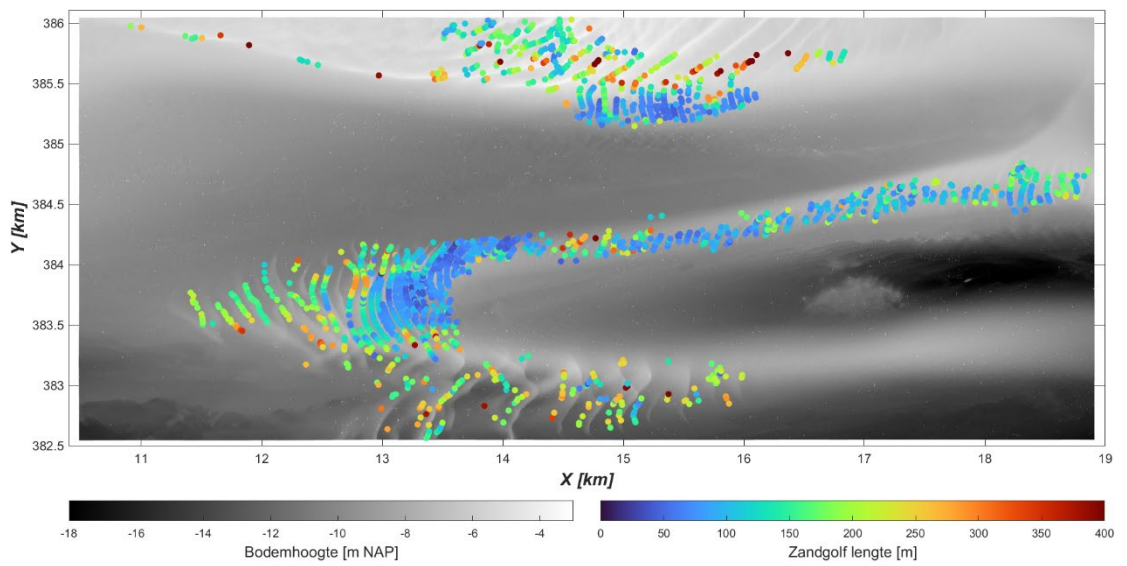 386
385.5
385
384.5
384
383.5
383
382.5
Y [km]
11 12 13 14 15 16 17 18 19
X [km]
-18 -16 -14 -12 -10 -8 -6 -4
Bodemhoogte [m NAP]
0 50 100 150 200 250 300 350 400
Zandgolf lengte [m]